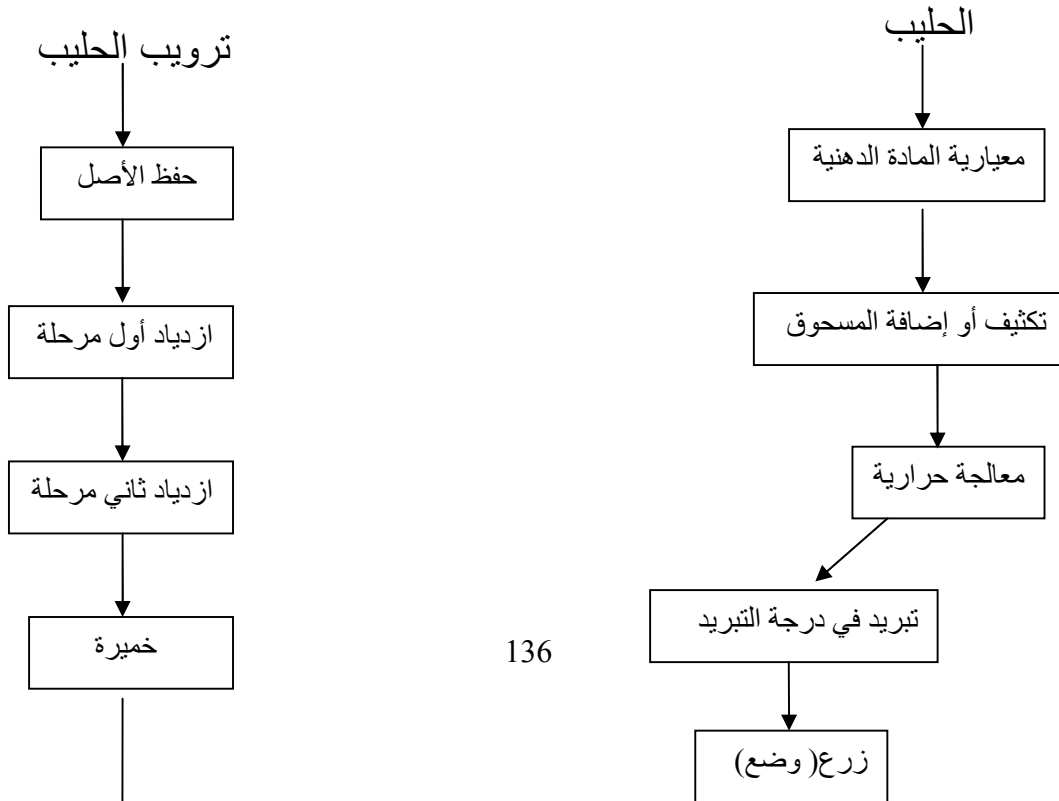 الحليب
معيارية المادة الدهنية
تكثيف أو إضافة المسحوق
معالجة حرارية
تبريد في درجة التبريد
زرع( وضع)
ترويب الحليب
حفظ الأصل
ازدياد أول مرحلة
ازدياد ثاني مرحلة
خميرة
136